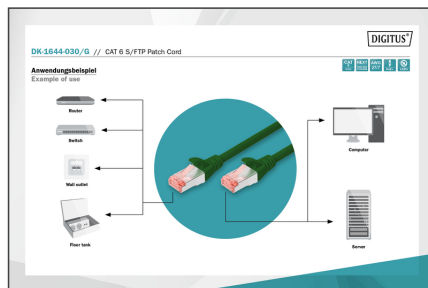 DIGITUS®
DK-1644-030/G // CAT 6 S/FTP Patch Cord
Anwendungsbeispiel
Example of use
Router
Switch
Wall outlet
Floor tank
Computer
Server